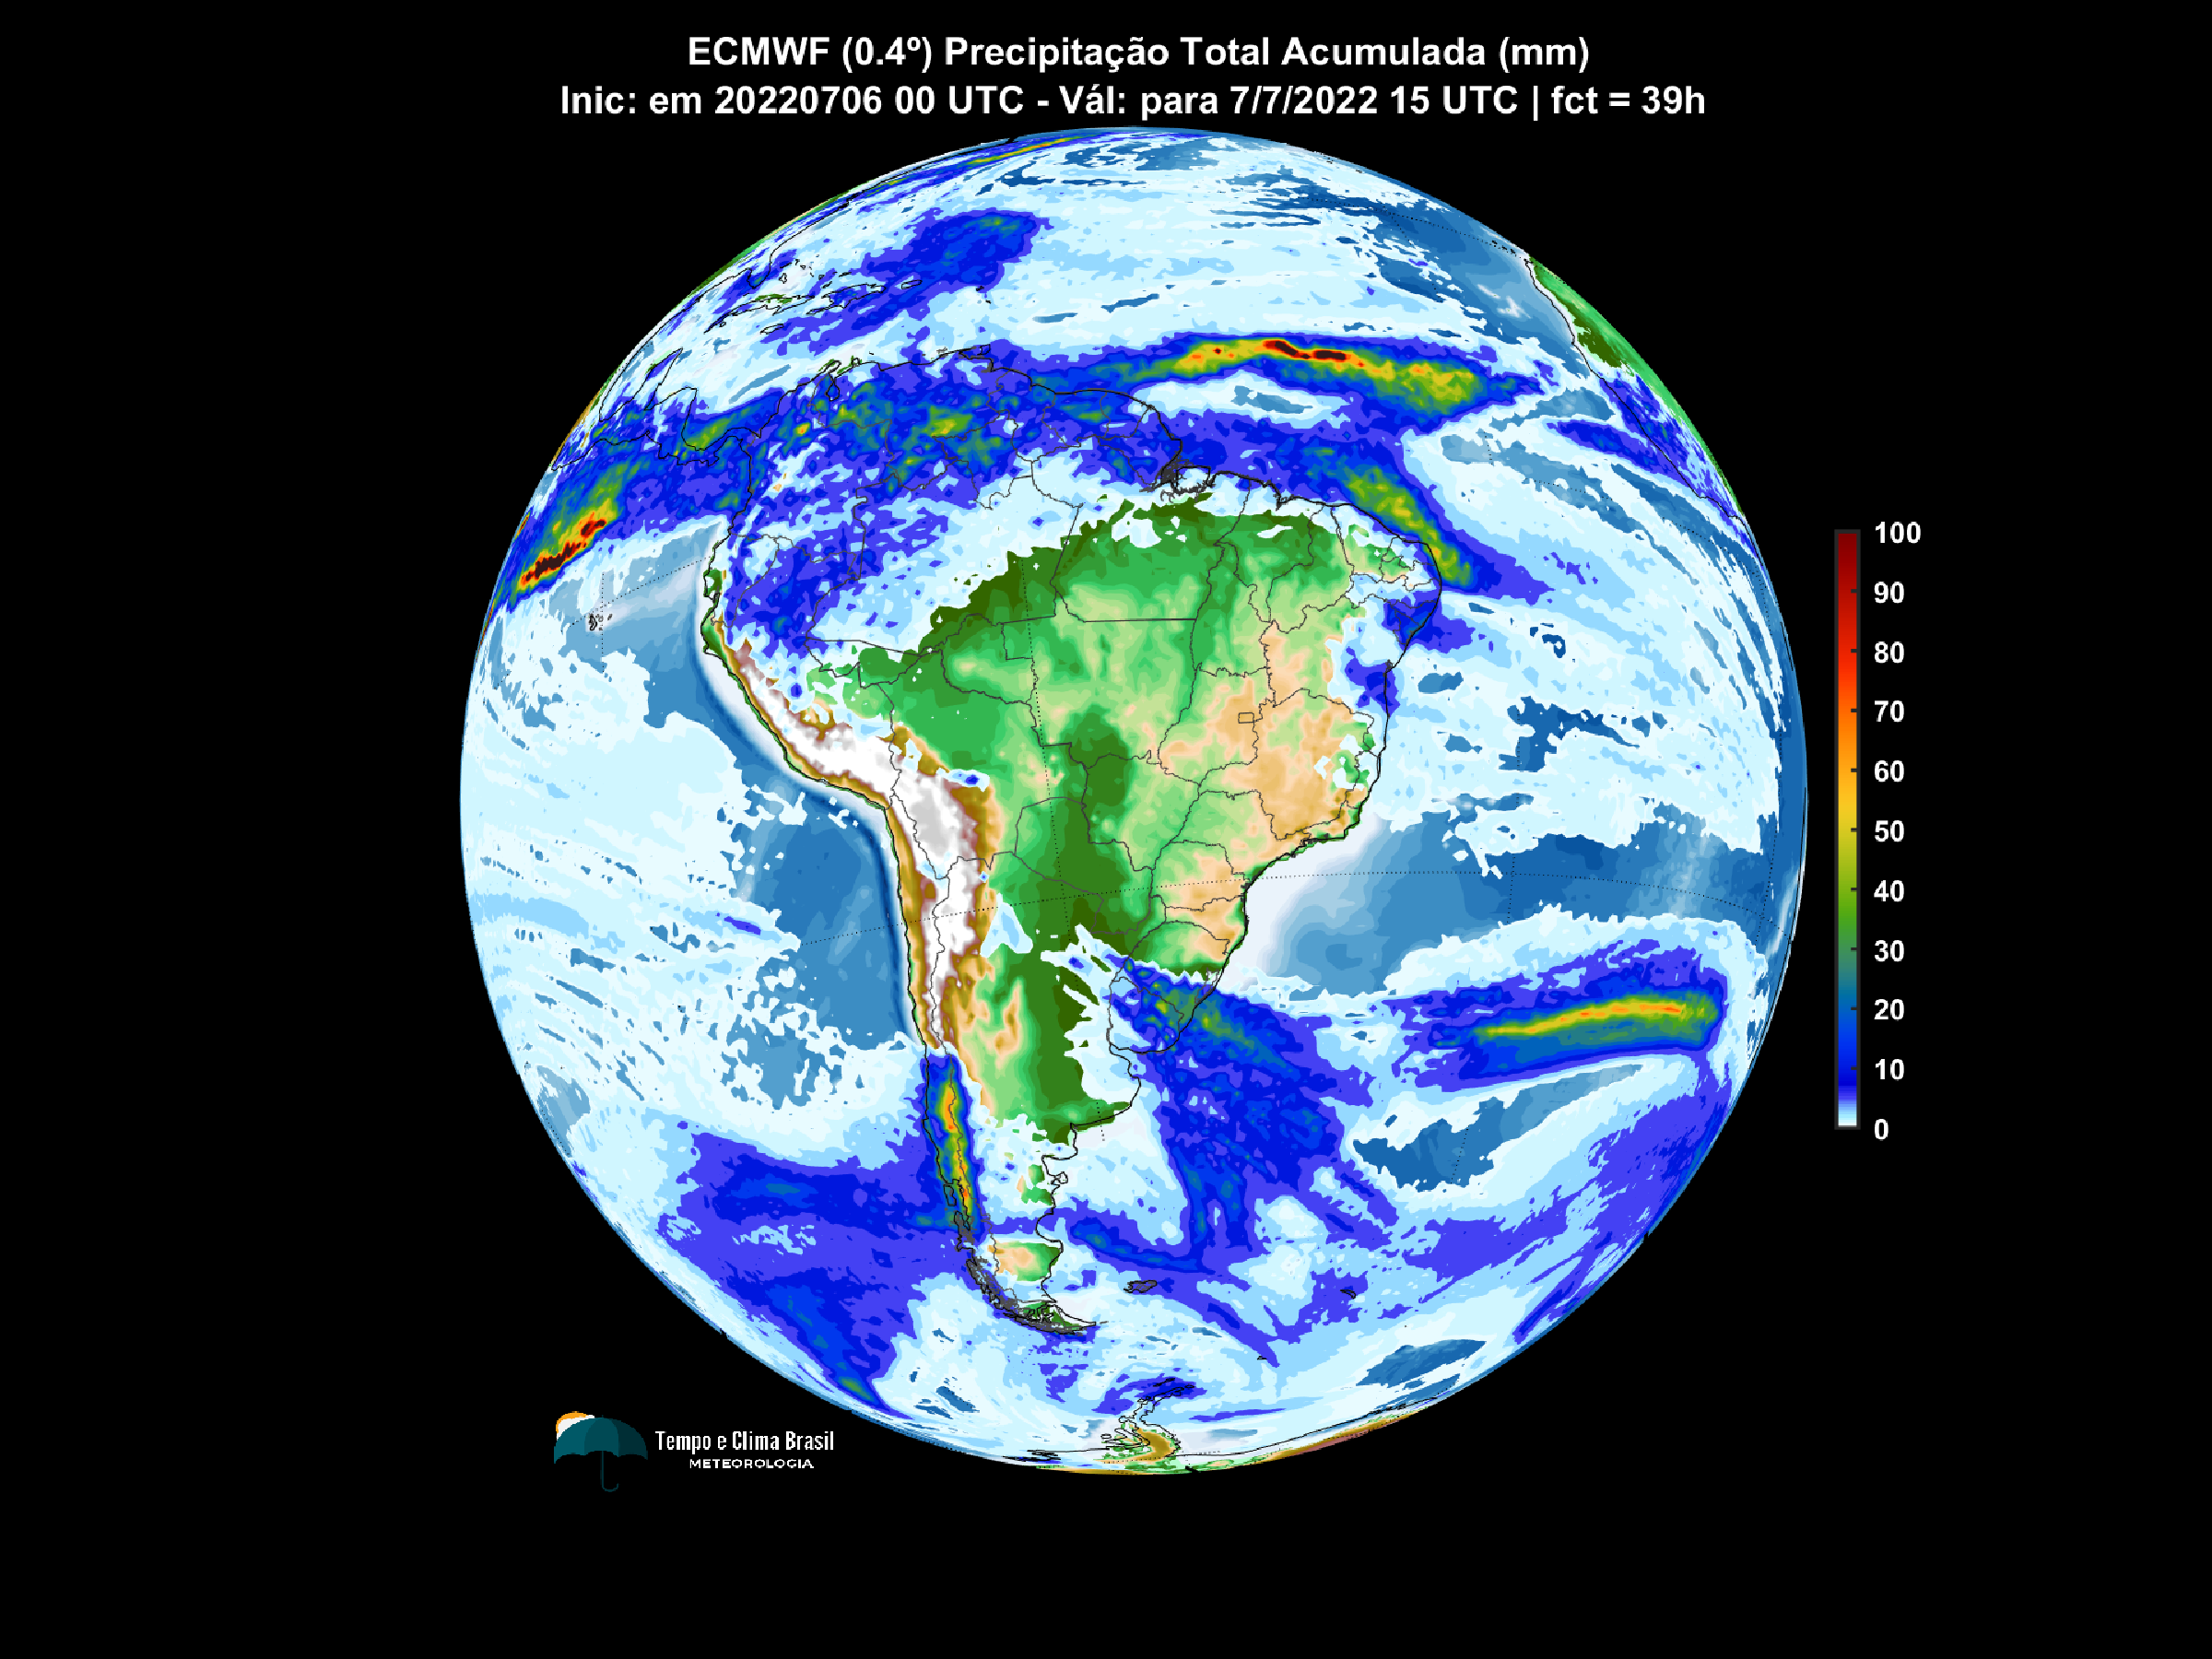 ECMWF (0.4º) Precipitação Total Acumulada (mm)
Inic: em 20220706 00 UTC - Vál: para 7/7/2022 15 UTC | fct = 39h
100
90
80
70
60
50
40
30
20
10
0
Tempo e Clima Brasil
METEOROLOGIA